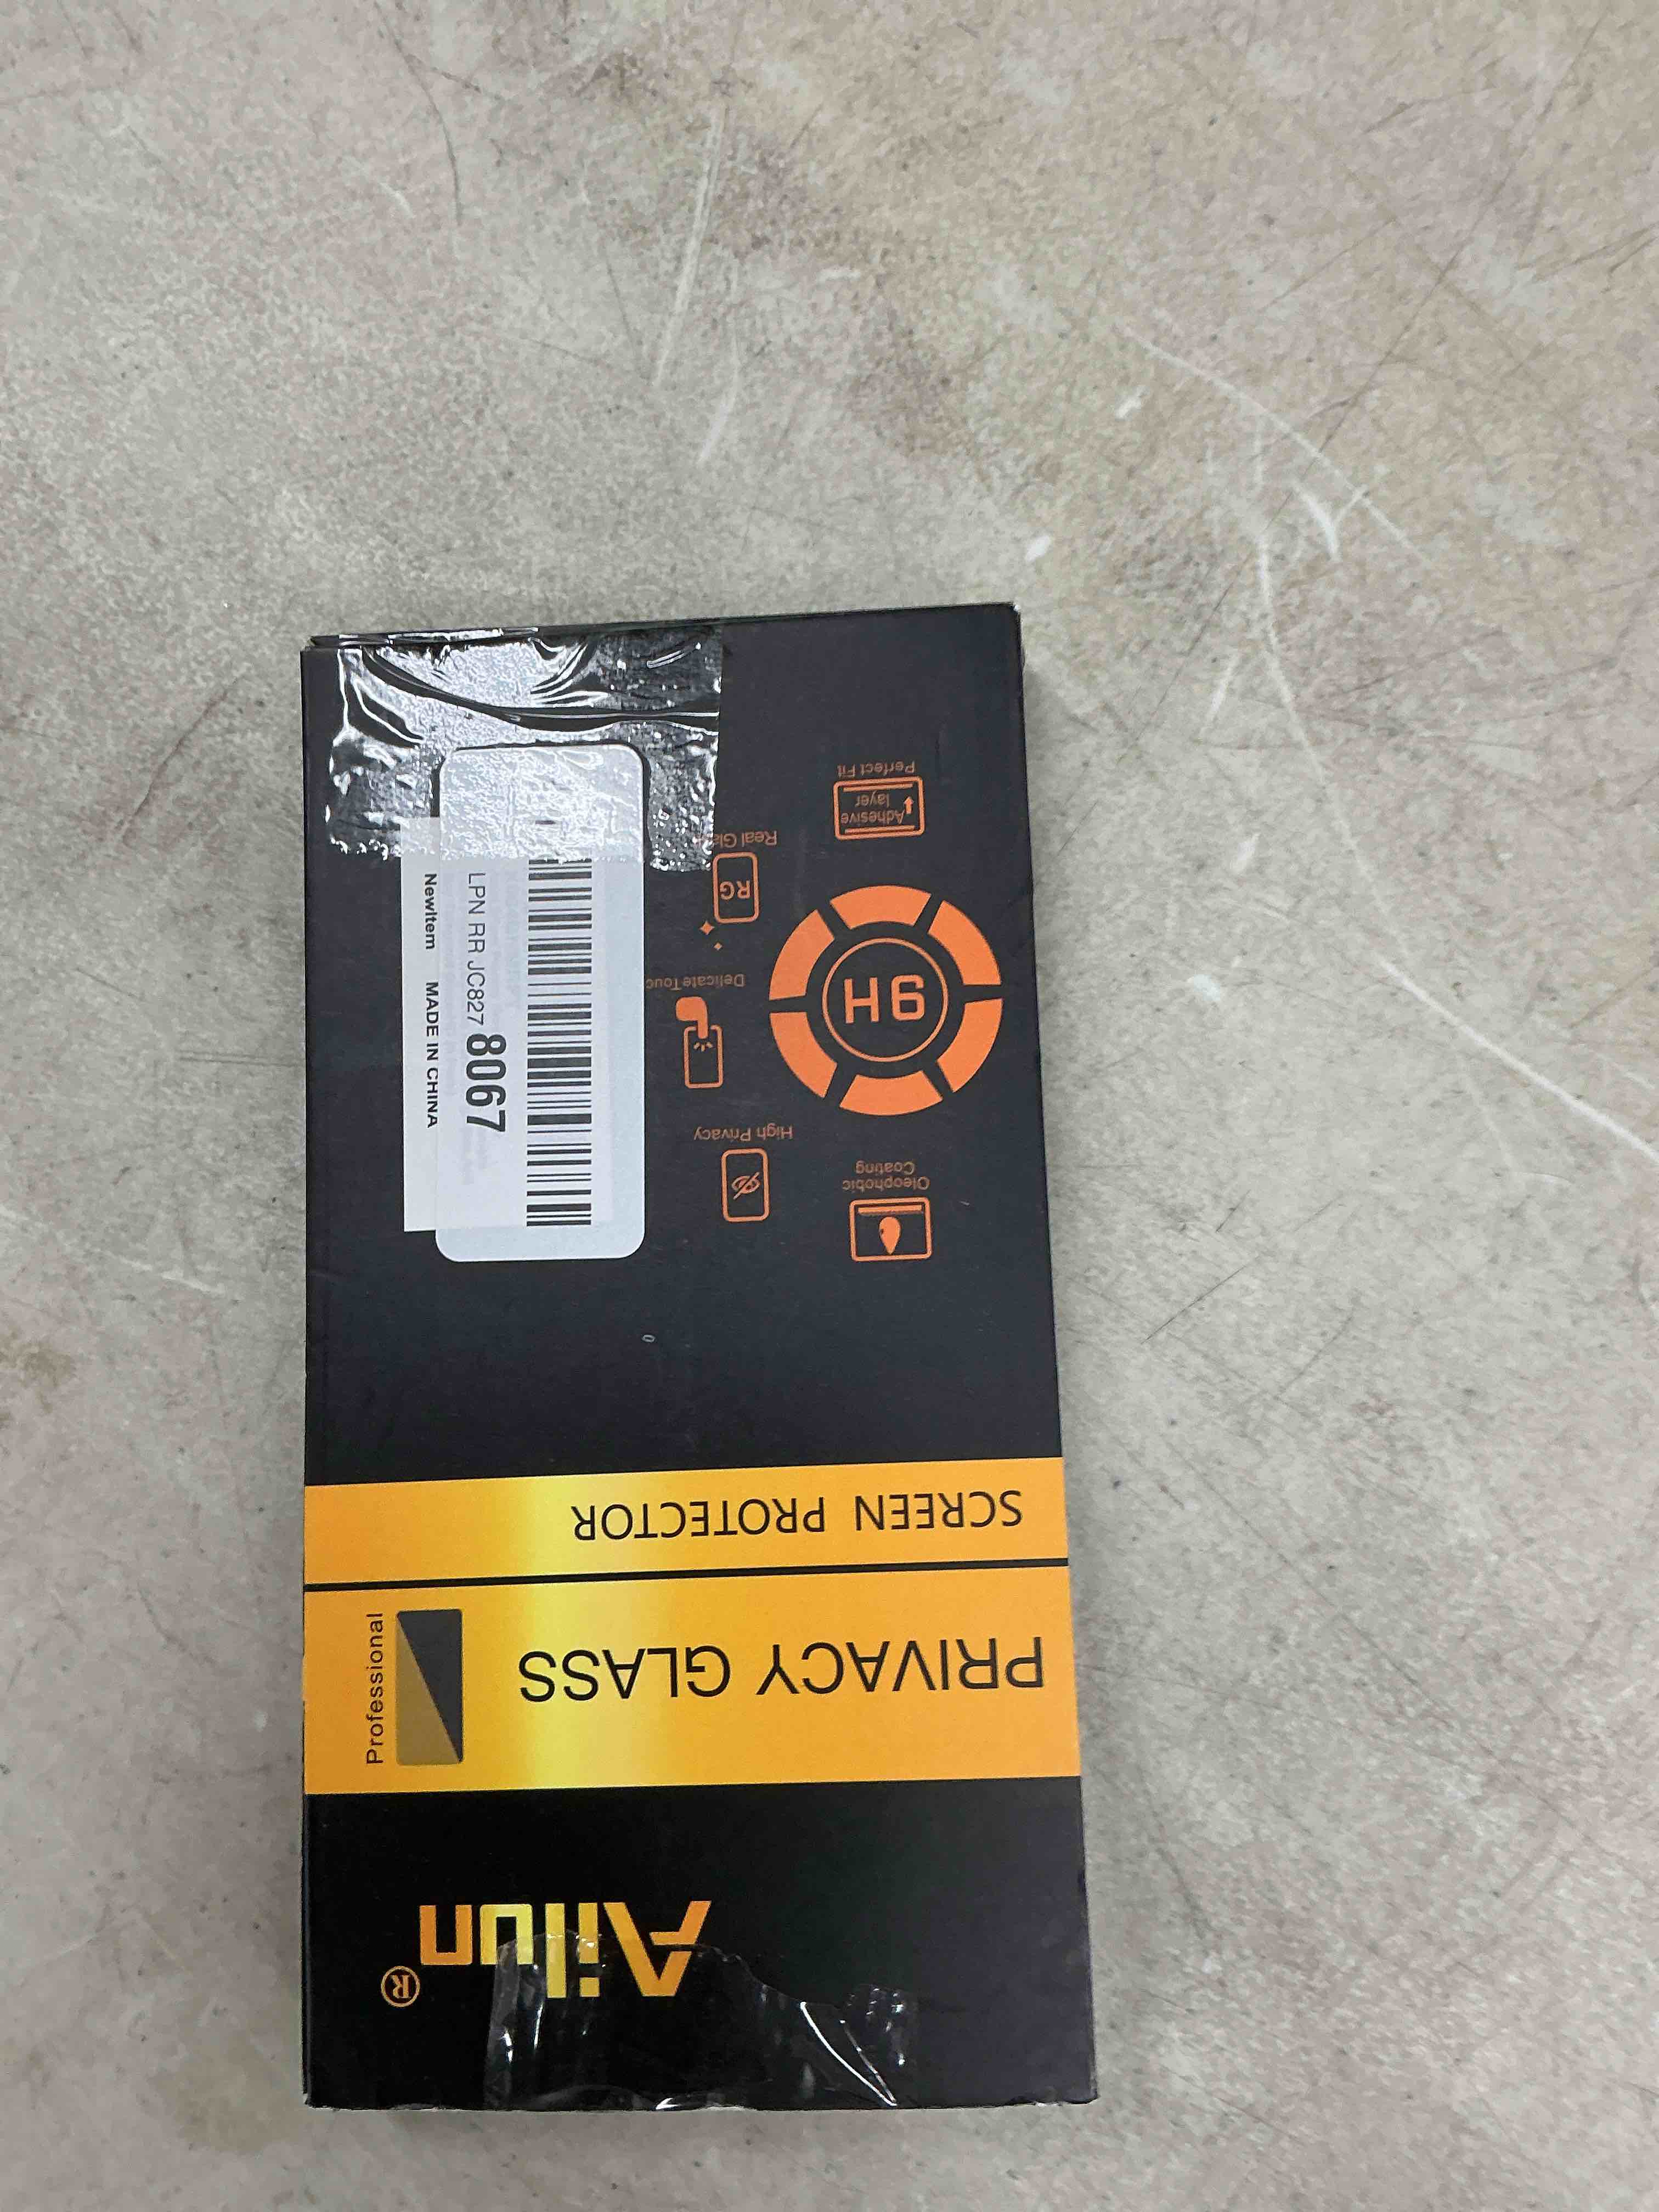 Ailun®
PRIVACY GLASS
Professional
SCREEN PROTECTOR
Oleophobic
Coating
High Privacy
9H
Delicate
RG
Real
Adhesive
layer
Perfect Fit
LPN RR JC827 8067
NewItem MADE IN CHINA